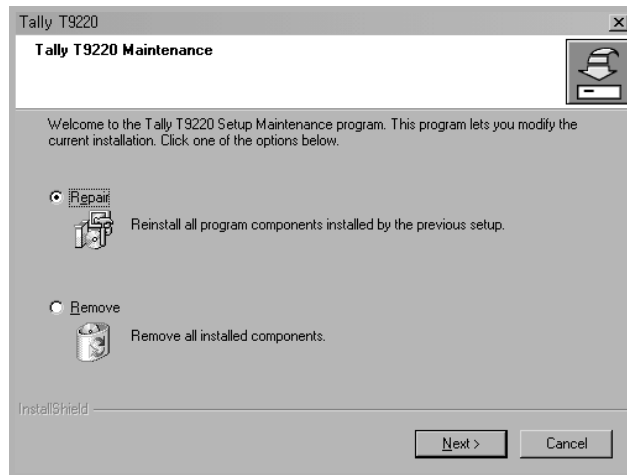 Tally T9220
Tally T9220 Maintenance
Welcome to the Tally T9220 Setup Maintenance program. This program lets you modify the
current installation. Click one of the options below.
Repair
Reinstall all program components installed by the previous setup.
Remove
Remove all installed components.
InstallShield
Next >
Cancel